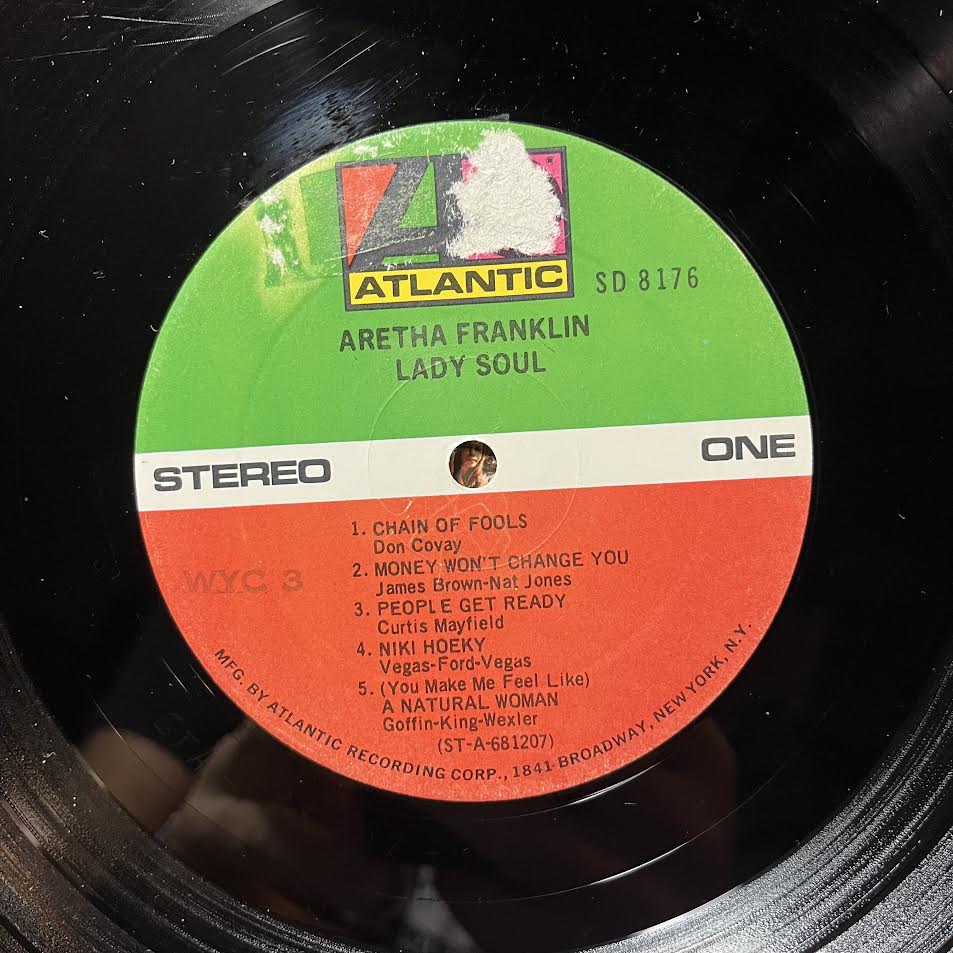 ATLANTIC
SD 8176
ARETHA FRANKLIN
LADY SOUL
STEREO
ONE
1. CHAIN OF FOOLS
Don Covay
2. MONEY WON'T CHANGE YOU
James Brown-Nat Jones
3. PEOPLE GET READY
Curtis Mayfield
WYC 3
4. NIKI HOEKY
Vegas-Ford-Vegas
5. (You Make Me Feel Like)
A NATURAL WOMAN
Goffin-King-Wexler
(ST-A-681207)
MFG. BY ATLANTIC RECORDING CORP., 1841 BROADWAY, NEW YORK, N.Y.